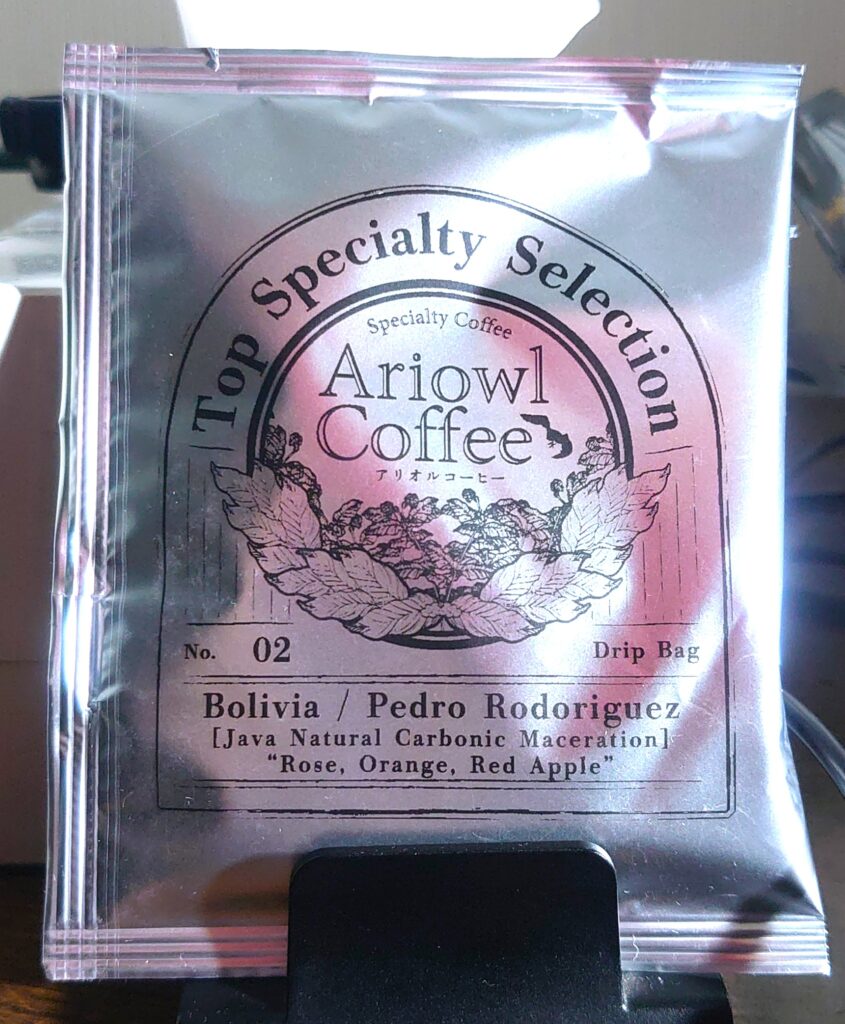 Top Specialty Selection
Specialty Coffee
Ariowl
Coffee
アリオルコーヒー
No. 02
Drip Bag
Bolivia / Pedro Rodoriguez
[Java Natural Carbonic Maceration]
“Rose, Orange, Red Apple”